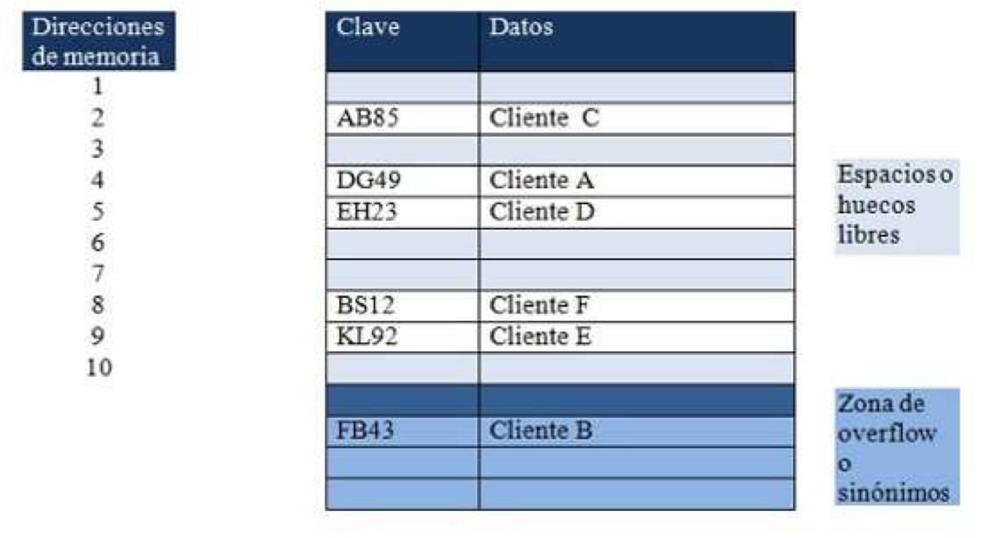 Direcciones
de memoria
Clave Datos
1
2 AB85 Cliente C
3
4 DG49 Cliente A
5 EH23 Cliente D
6
7
8 BS12 Cliente F
9 KL92 Cliente E
10
FB43 Cliente B
Espacios o
huecos
libres
Zona de
overflow
o
sinónimos